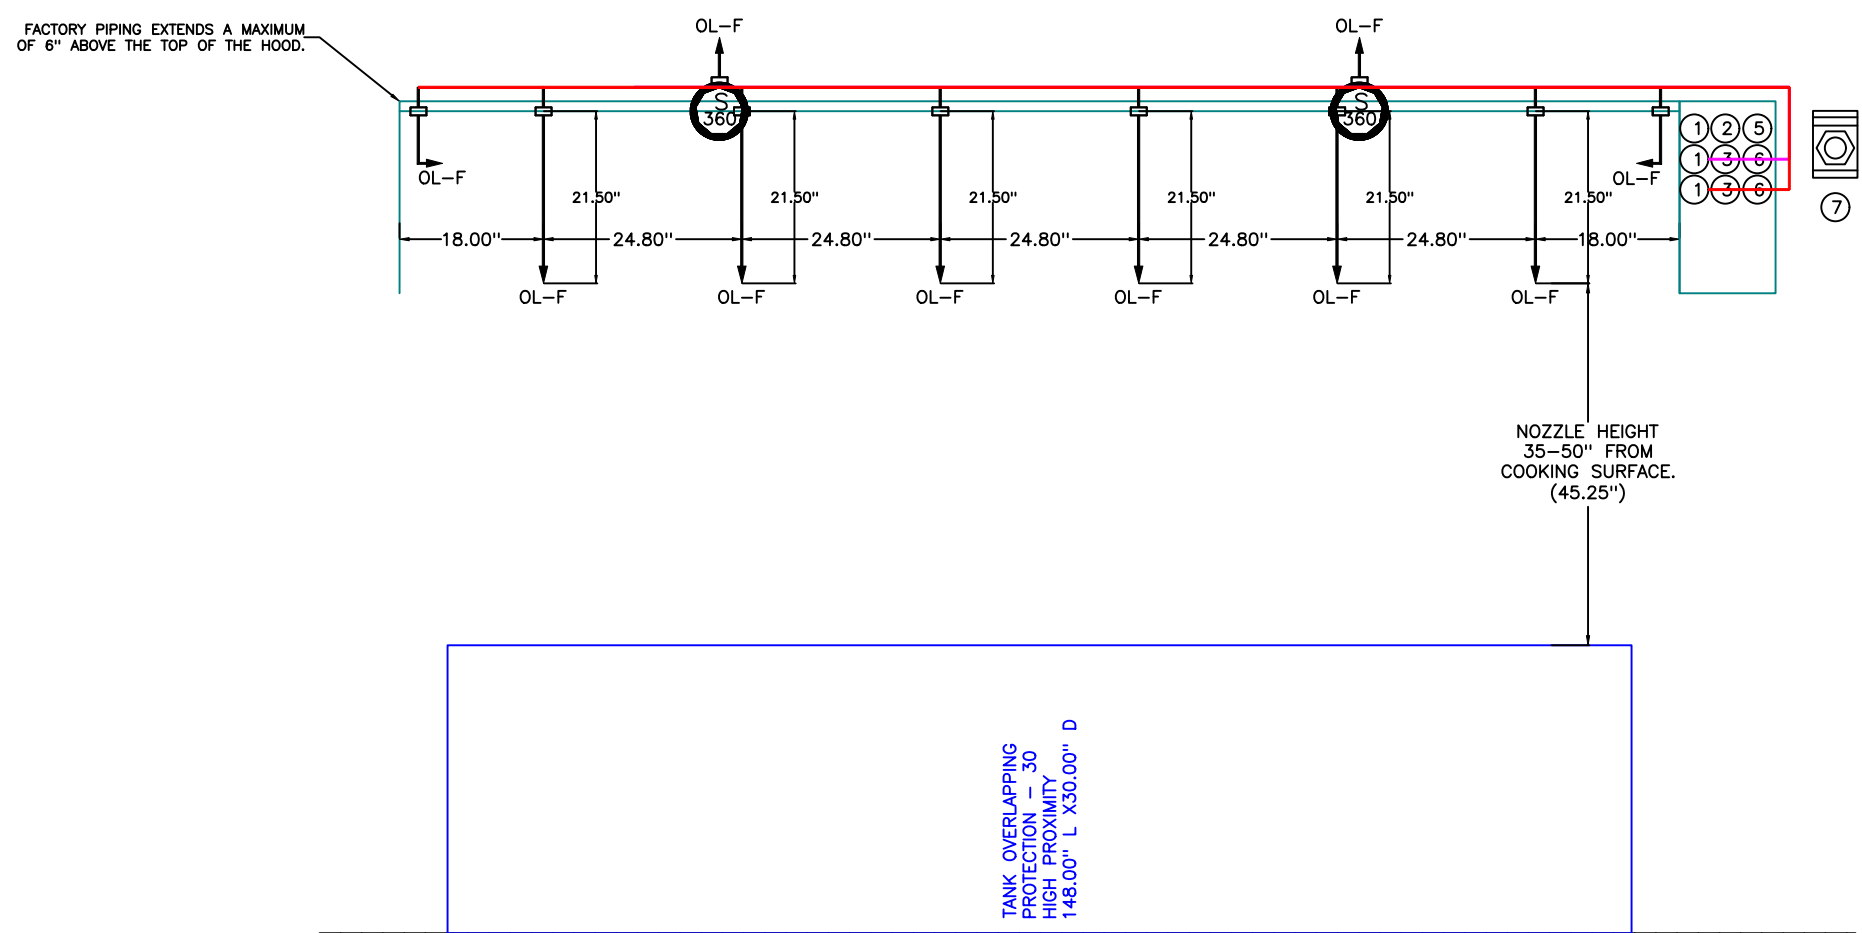 FACTORY PIPING EXTENDS A MAXIMUM
OF 6" ABOVE THE TOP OF THE HOOD.
OL-F
OL-F
S
360
S
360
OL-F
OL-F
1 2 5
1 3 6
1 3 6
7
21.50"
21.50"
21.50"
21.50"
21.50"
21.50"
18.00"
24.80"
24.80"
24.80"
24.80"
24.80"
18.00"
OL-F
OL-F
OL-F
OL-F
OL-F
OL-F
NOZZLE HEIGHT
35-50" FROM
COOKING SURFACE.
(45.25")
TANK OVERLAPPING
PROTECTION - 30
HIGH PROXIMITY
148.00" L X30.00" D